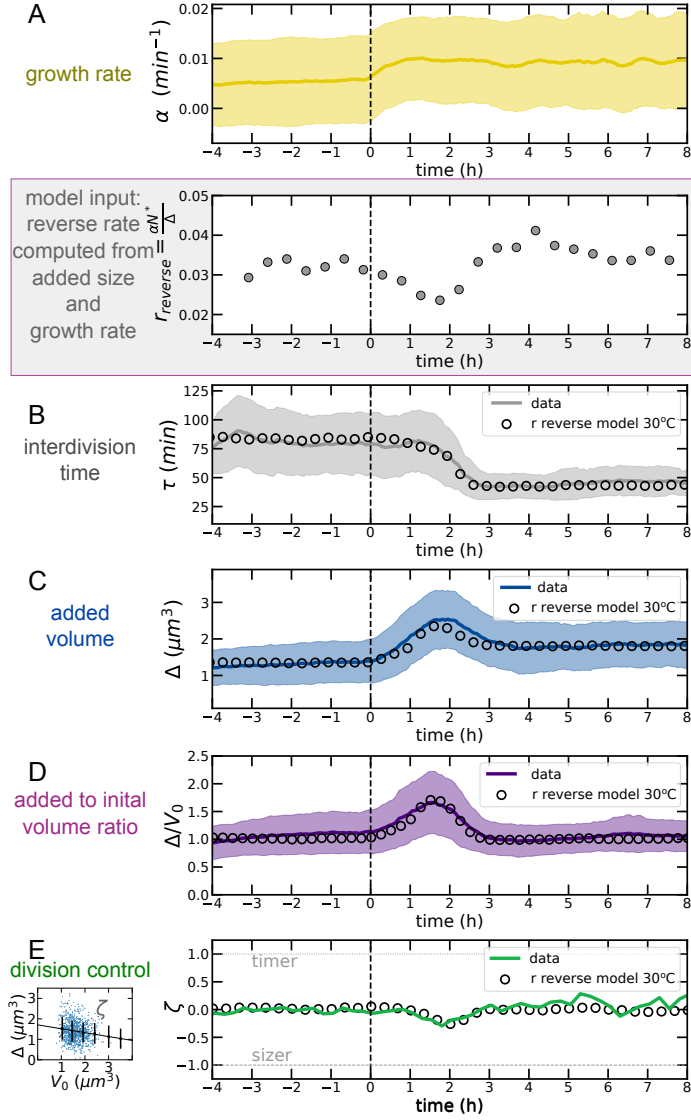 A
growth rate
α (min⁻¹)
0.02
0.01
0.00
−4 −3 −2 −1 0 1 2 3 4 5 6 7 8
time (h)
model input:
reverse rate
computed from
added size
and
growth rate
r_reverse = αN*/Δ
0.05
0.04
0.03
0.02
−4 −3 −2 −1 0 1 2 3 4 5 6 7 8
time (h)
B
interdivision
time
τ (min)
125
100
75
50
25
data
r reverse model 30°C
−4 −3 −2 −1 0 1 2 3 4 5 6 7 8
time (h)
C
added
volume
Δ (μm³)
3
2
1
data
r reverse model 30°C
−4 −3 −2 −1 0 1 2 3 4 5 6 7 8
time (h)
D
added to inital
volume ratio
Δ/V₀
2.5
2.0
1.5
1.0
0.5
0.0
data
r reverse model 30°C
−4 −3 −2 −1 0 1 2 3 4 5 6 7 8
time (h)
E
division control
Δ (μm³)
3
2
1
0
ζ
0 1 2 3 4
V₀ (μm³)
ζ
1.0
0.5
0.0
−0.5
−1.0
timer
sizer
data
r reverse model 30°C
−4 −3 −2 −1 0 1 2 3 4 5 6 7 8
time (h)